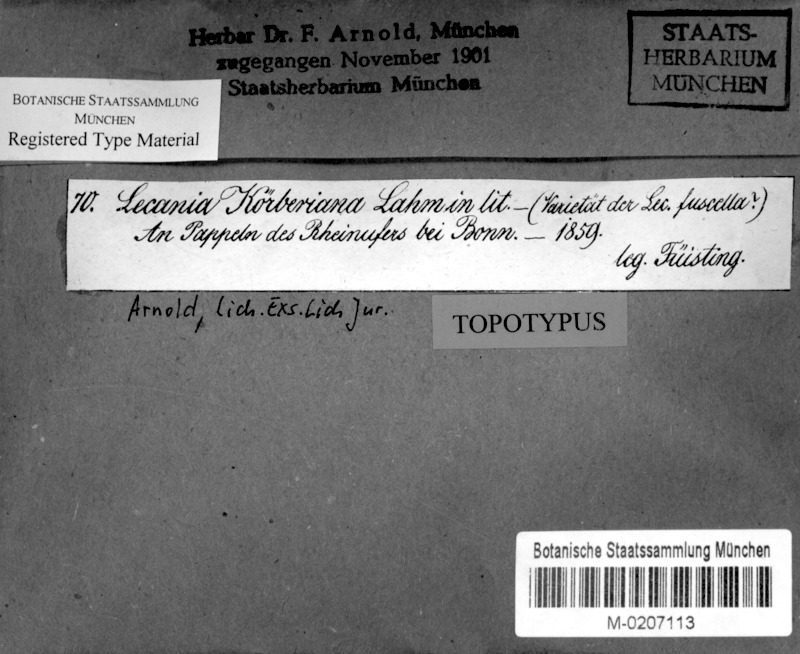 Herbar Dr. F. Arnold, München
zugegangen November 1901
Staatsherbarium München
STAATS-
HERBARIUM
MÜNCHEN
BOTANISCHE STAATSSAMMLUNG
MÜNCHEN
Registered Type Material
70. Lecania Körberiana Lahm in lit. — (Varietät der Lec. fuscella?)
An Pappeln des Rheinufers bei Bonn. — 1859.
leg. Füisting.
Arnold, Lich. Exs. Lich Jur.
TOPOTYPUS
Botanische Staatssammlung München
M-0207113